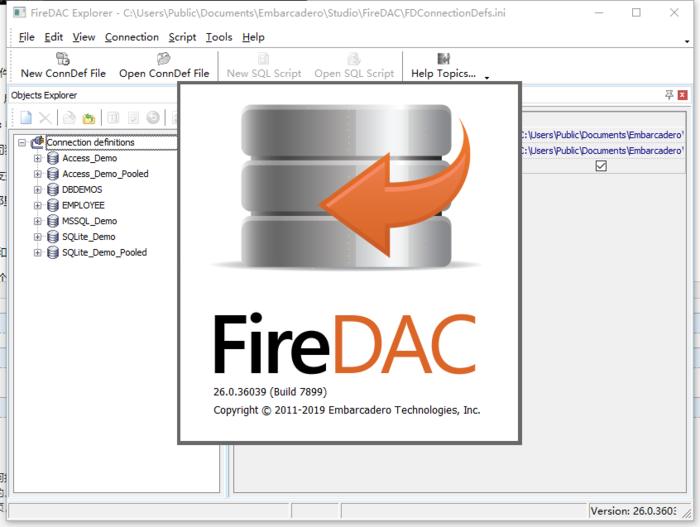 FireDAC Explorer - C:\Users\Public\Documents\Embarcadero\Studio\FireDAC\FDConnectionDefs.ini
File Edit View Connection Script Tools Help
New ConnDef File Open ConnDef File New SQL Script Open SQL Script Help Topics...
Objects Explorer
Connection definitions
Access_Demo
Access_Demo_Pooled
DBDEMOS
EMPLOYEE
MSSQL_Demo
SQLite_Demo
SQLite_Demo_Pooled
C:\Users\Public\Documents\Embarcadero\
C:\Users\Public\Documents\Embarcadero\
FireDAC
26.0.36039 (Build 7899)
Copyright © 2011-2019 Embarcadero Technologies, Inc.
Version: 26.0.3603